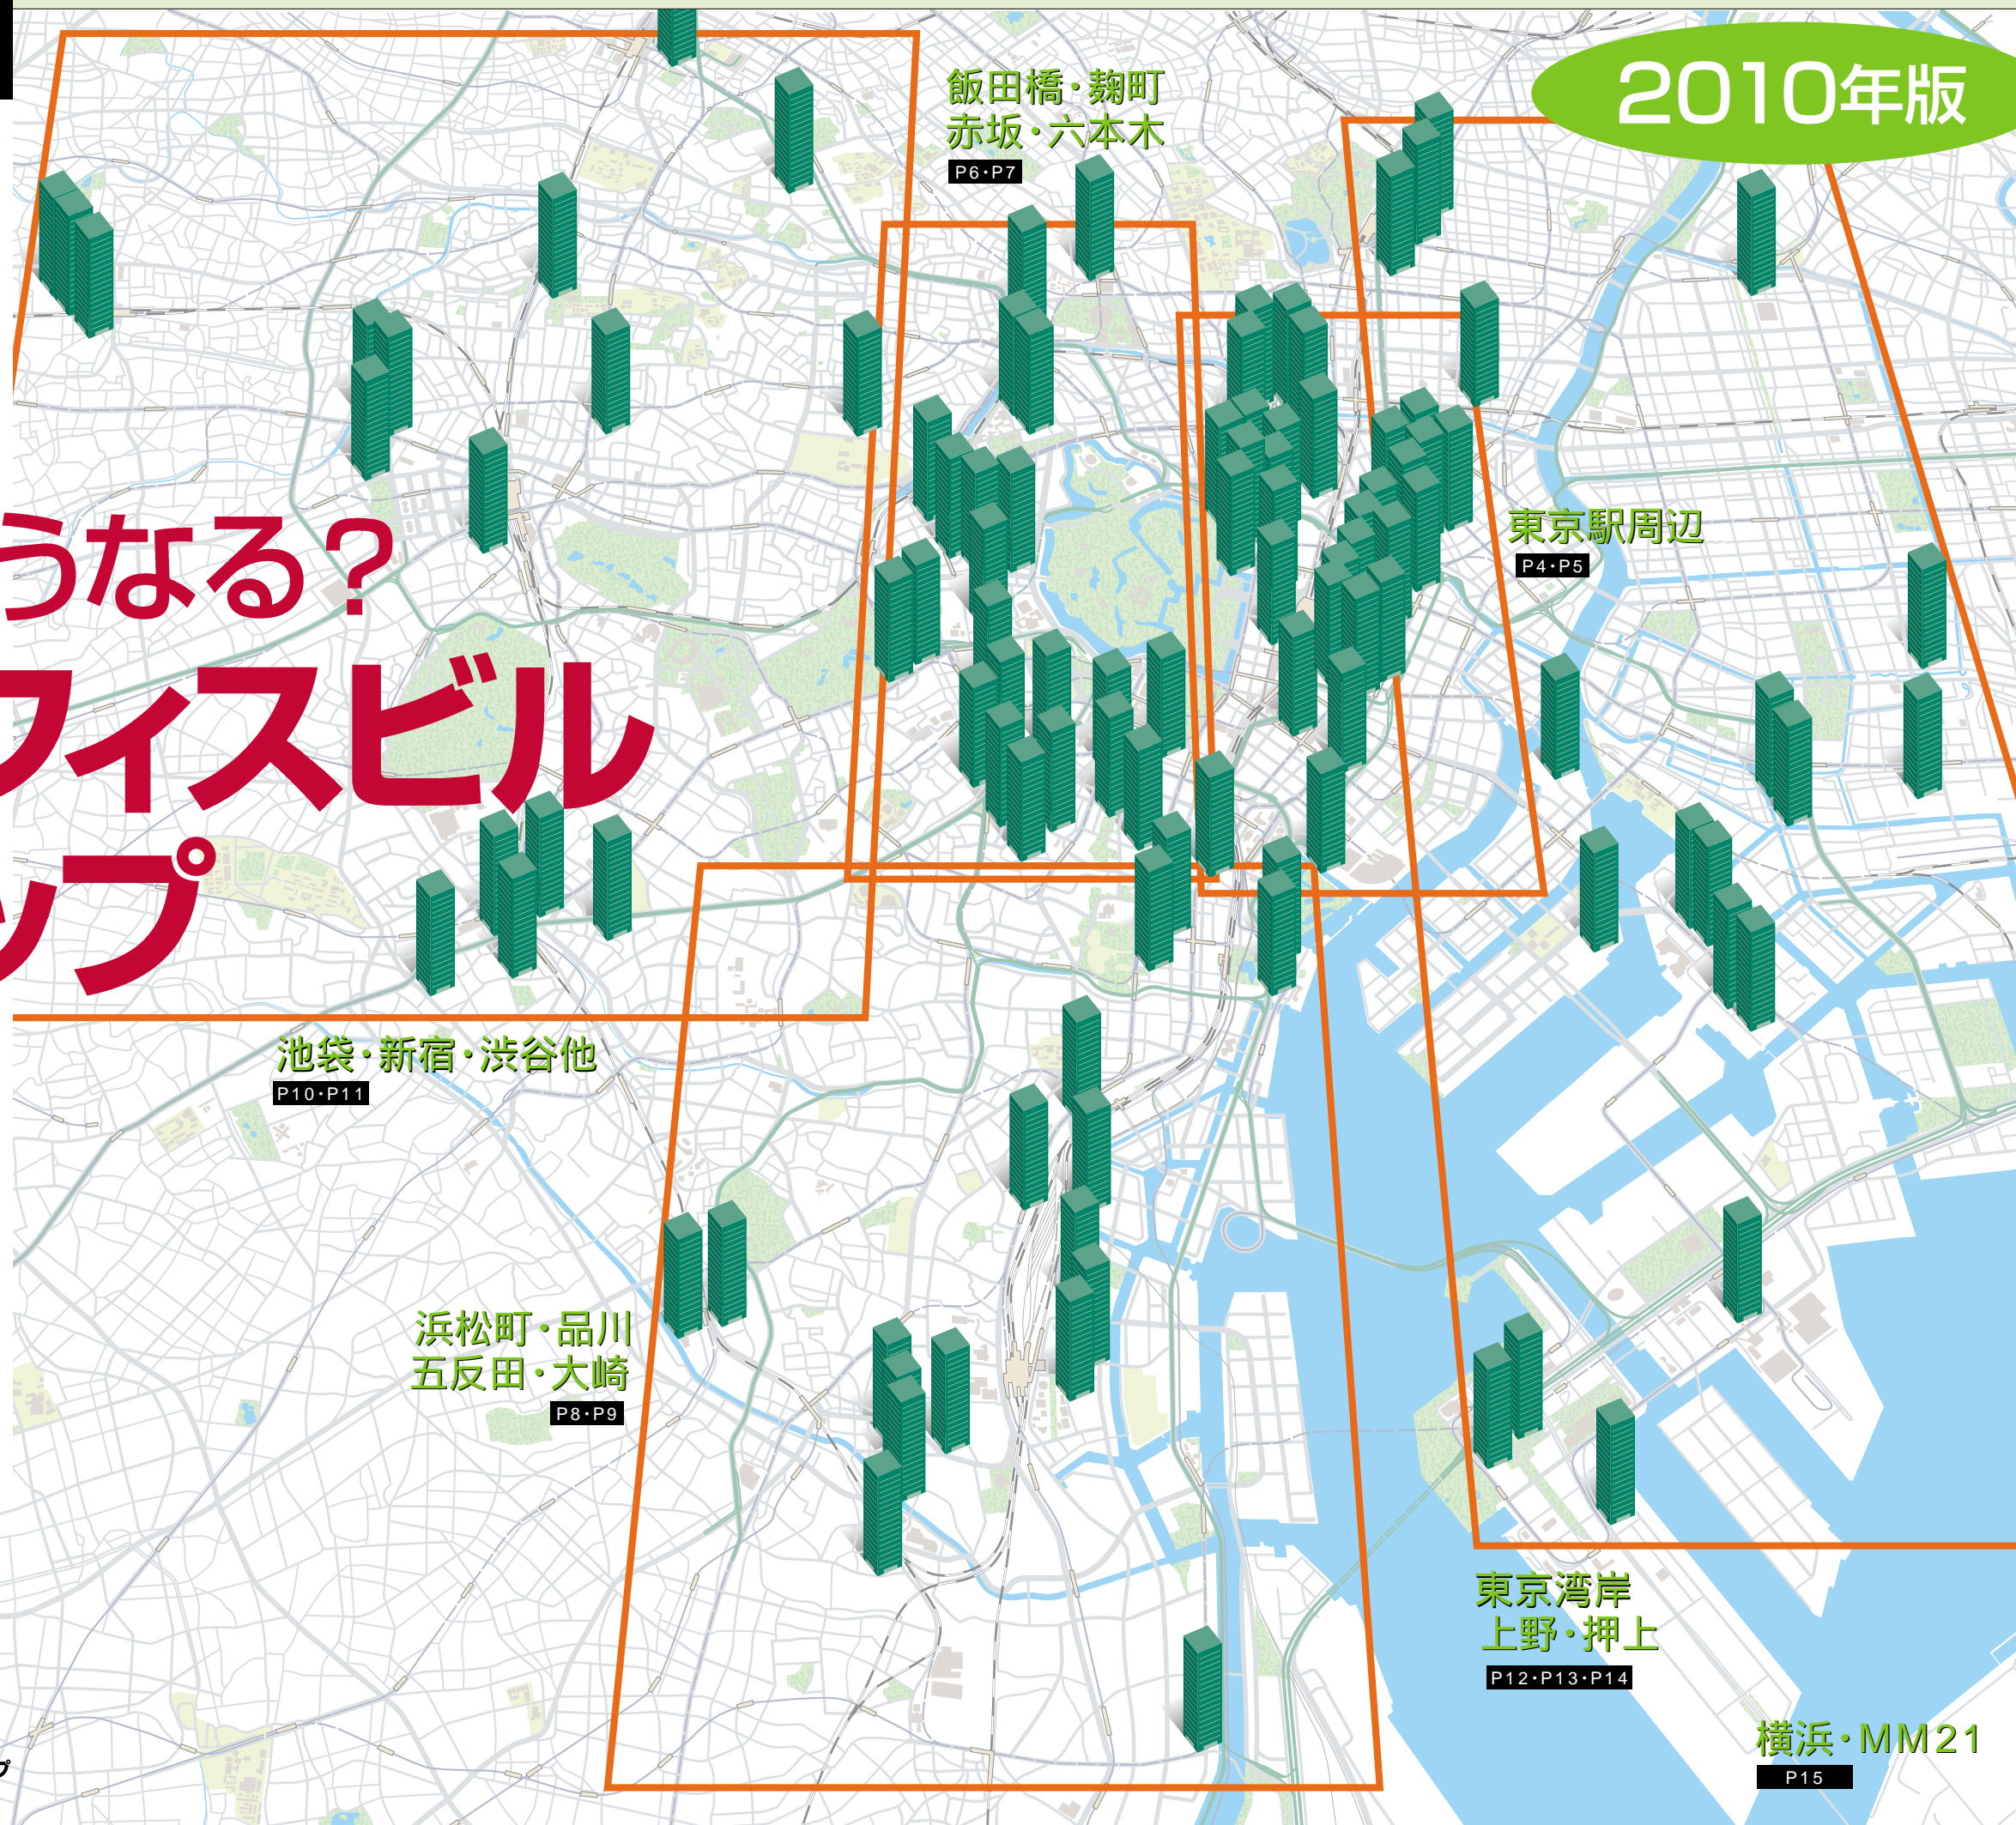 2010年版
飯田橋・麹町
赤坂・六本木
P6・P7
東京駅周辺
P4・P5
うなる?
フィスビル
ップ
池袋・新宿・渋谷他
P10・P11
浜松町・品川
五反田・大崎
P8・P9
東京湾岸
上野・押上
P12・P13・P14
横浜・MM21
P15
プ